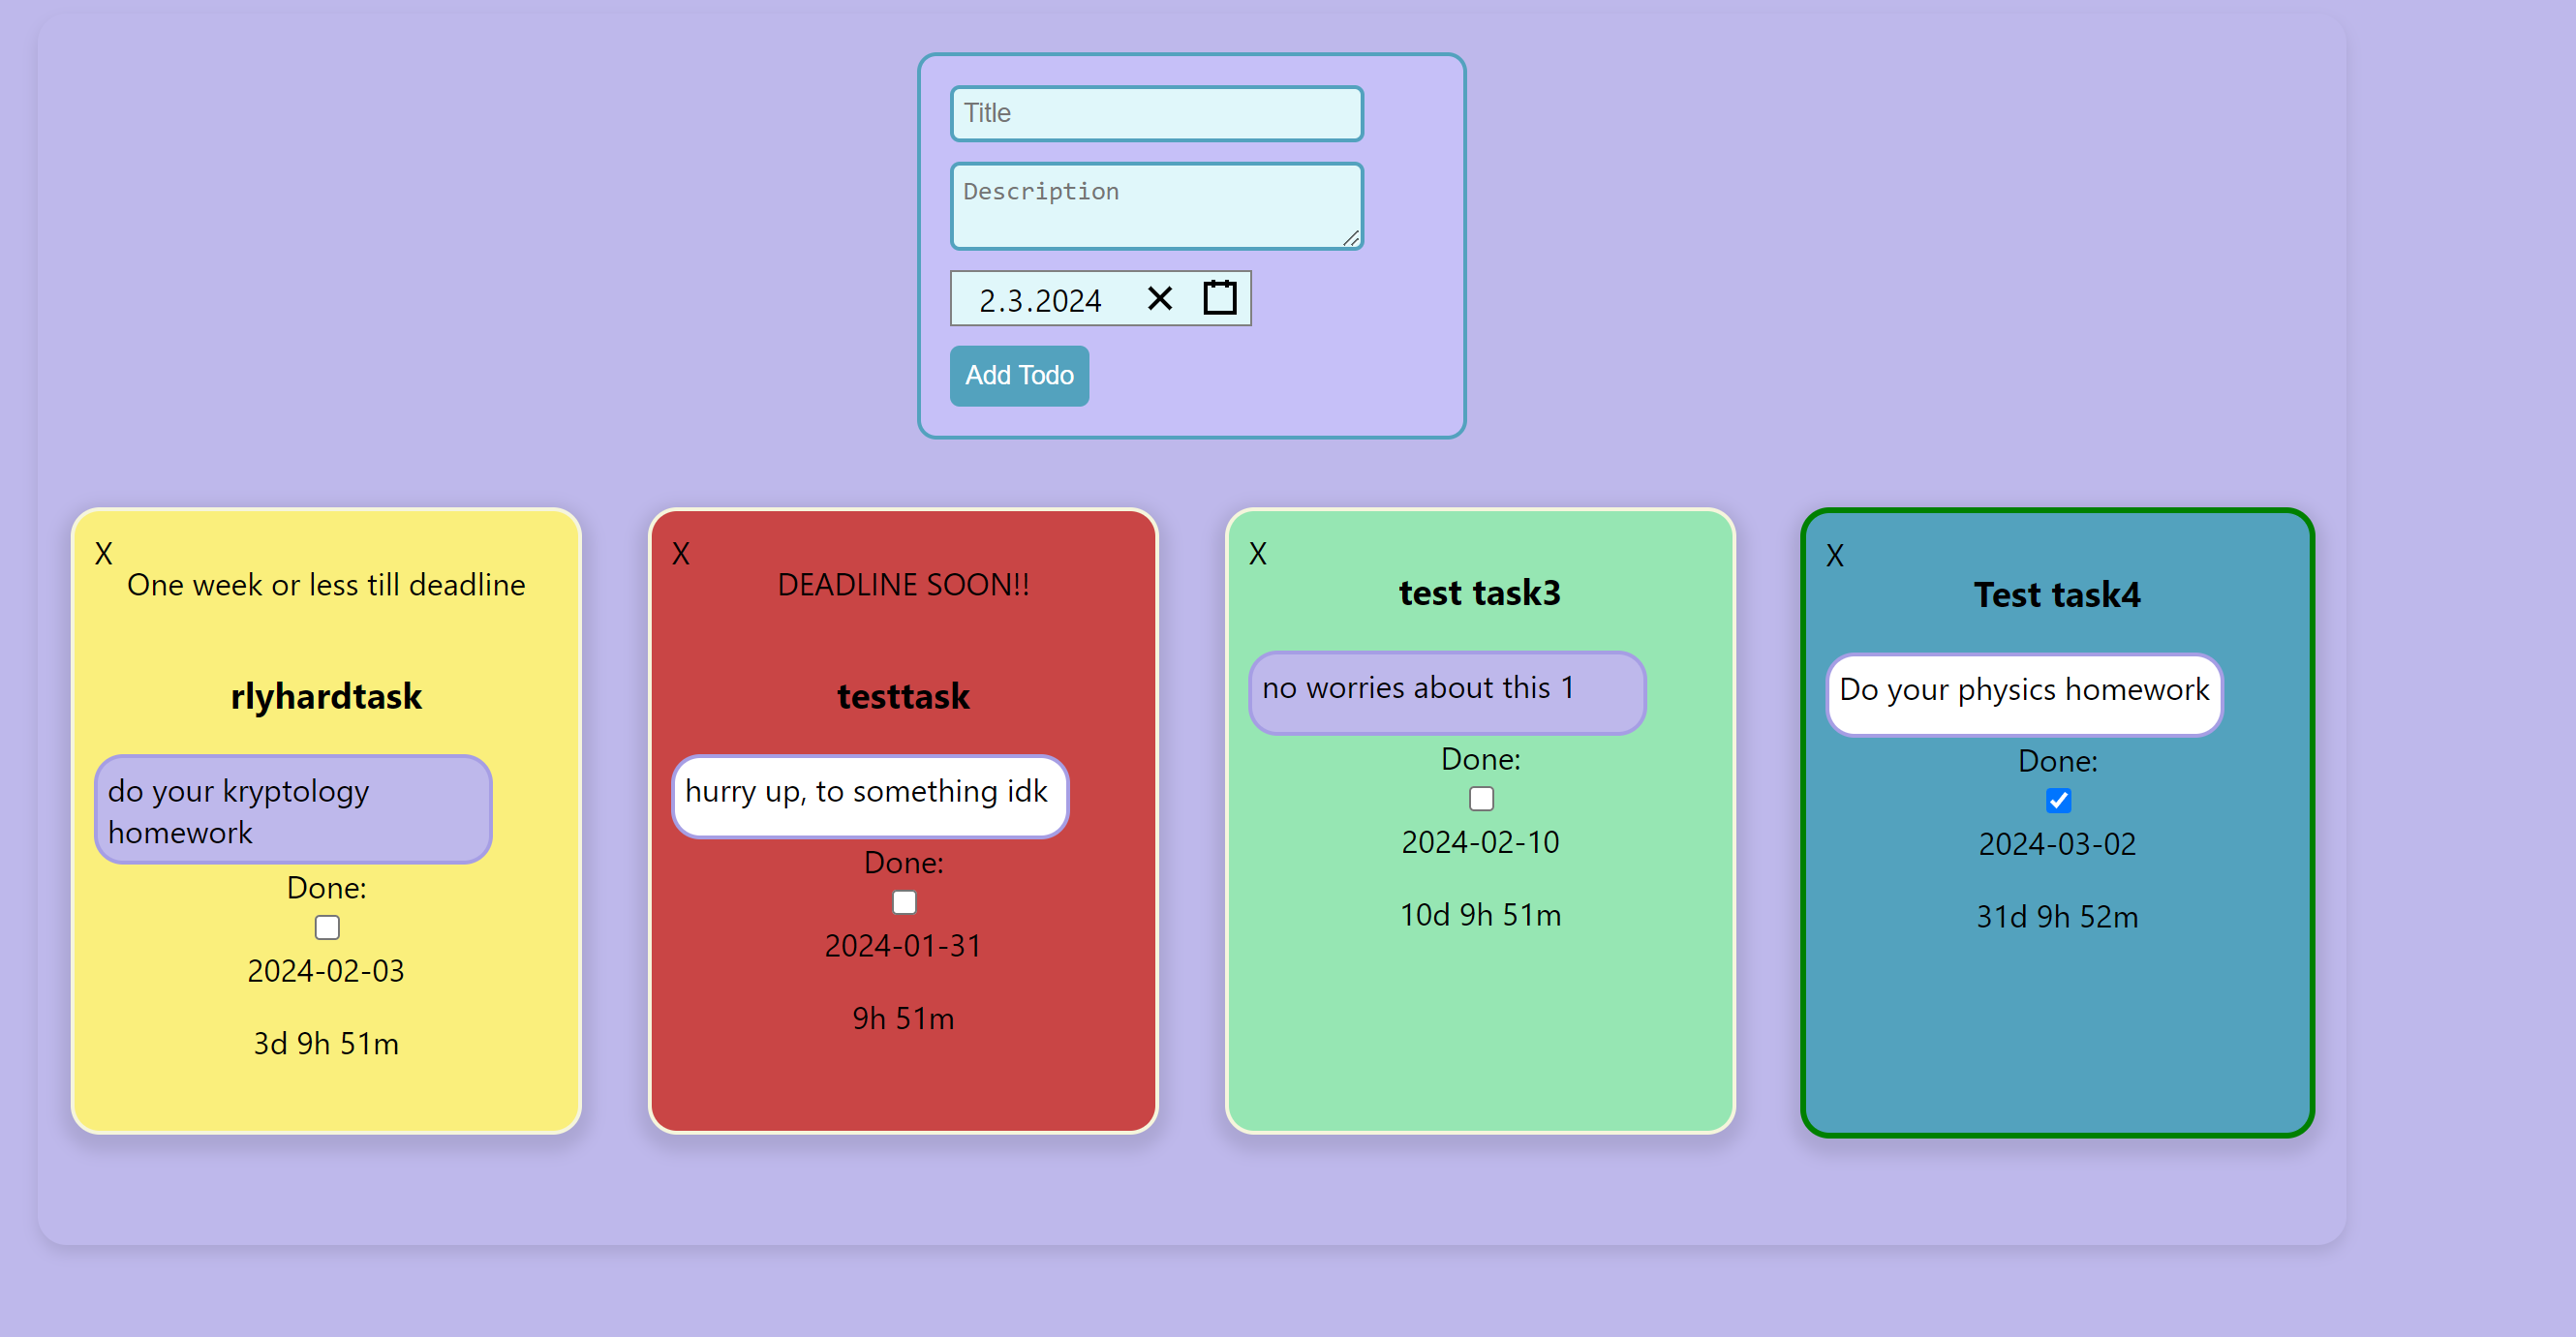 Title
Description
2.3.2024
Add Todo
X
One week or less till deadline
rlyhardtask
do your kryptology
homework
Done:
2024-02-03
3d 9h 51m
X
DEADLINE SOON!!
testtask
hurry up, to something idk
Done:
2024-01-31
9h 51m
X
test task3
no worries about this 1
Done:
2024-02-10
10d 9h 51m
X
Test task4
Do your physics homework
Done:
2024-03-02
31d 9h 52m